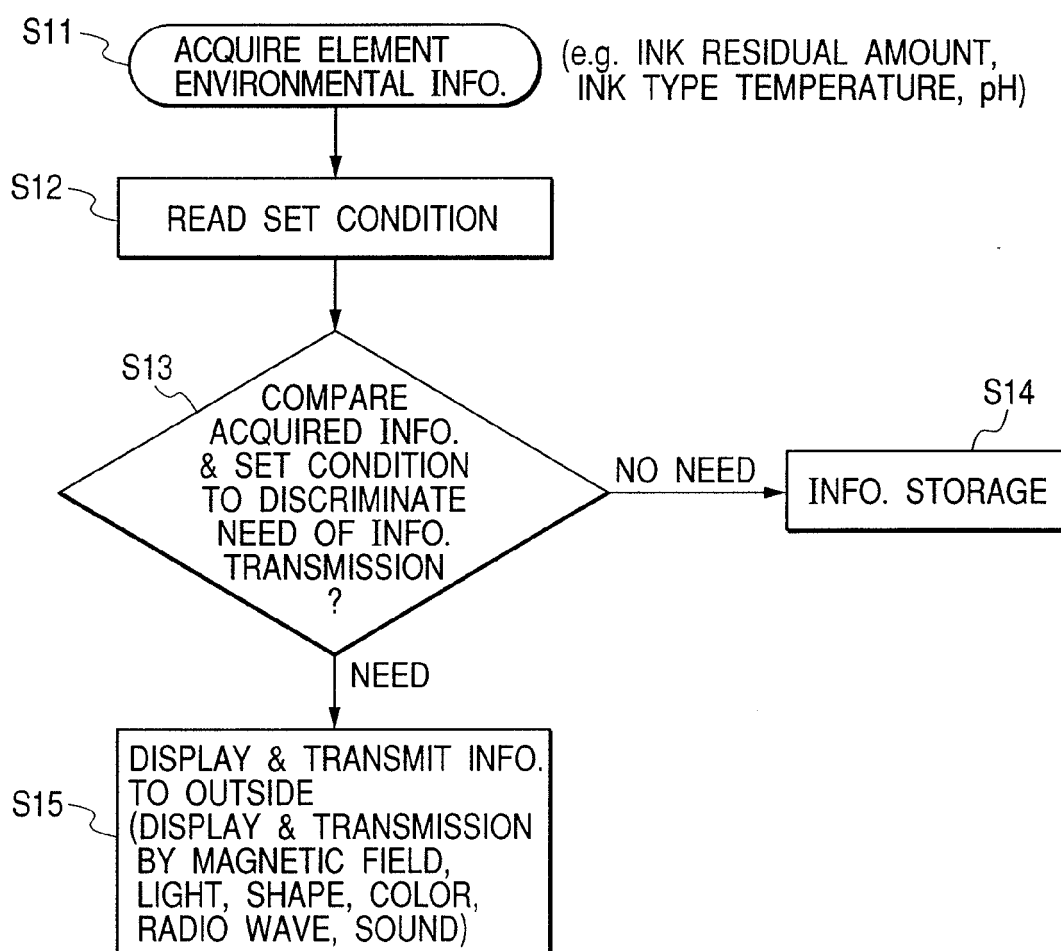 S11
ACQUIRE ELEMENT
ENVIRONMENTAL INFO.
(e.g. INK RESIDUAL AMOUNT,
INK TYPE TEMPERATURE, pH)
S12
READ SET CONDITION
S13
COMPARE
ACQUIRED INFO.
& SET CONDITION
TO DISCRIMINATE
NEED OF INFO.
TRANSMISSION
?
NO NEED
S14
INFO. STORAGE
NEED
S15
DISPLAY & TRANSMIT INFO.
TO OUTSIDE
(DISPLAY & TRANSMISSION
BY MAGNETIC FIELD,
LIGHT, SHAPE, COLOR,
RADIO WAVE, SOUND)